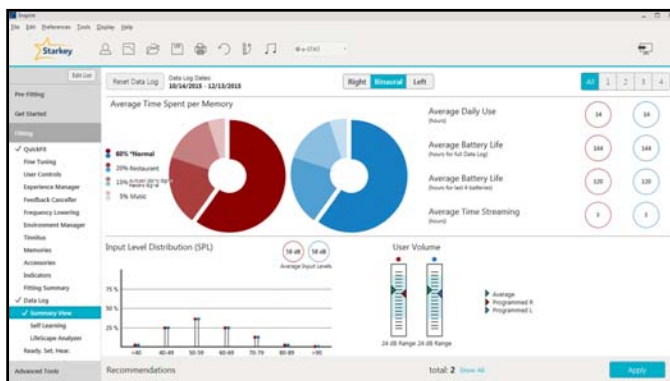 Inspire
File Edit Preferences Tools Display Help
Starkey
e-STAT
Edit List
Pre-Fitting
Get Started
Fitting
✓ QuickFit
Fine Tuning
User Controls
Experience Manager
Feedback Canceller
Frequency Lowering
Environment Manager
Tinnitus
Memories
Accessories
Indicators
Fitting Summary
✓ Data Log
✓ Summary View
Self Learning
LifeScape Analyzer
Ready. Set. Hear.
Advanced Tools
Reset Data Log
Data Log Dates
10/14/2015 - 12/13/2015
Right Binaural Left
All 1 2 3 4
Average Time Spent per Memory
60% *Normal
20% Restaurant
15%
5% Music
Average Daily Use
(hours)
14 14
Average Battery Life
(hours for full Data Log)
144 144
Average Battery Life
(hours for last 4 batteries)
120 120
Average Time Streaming
(hours)
3 3
Input Level Distribution (SPL)
58 dB 58 dB
Average Input Levels
75 %
50 %
25 %
<40 40-49 50-59 60-69 70-79 80-89 >90
User Volume
Average
Programmed R
Programmed L
24 dB Range 24 dB Range
Recommendations
total: 2 Show All
Apply